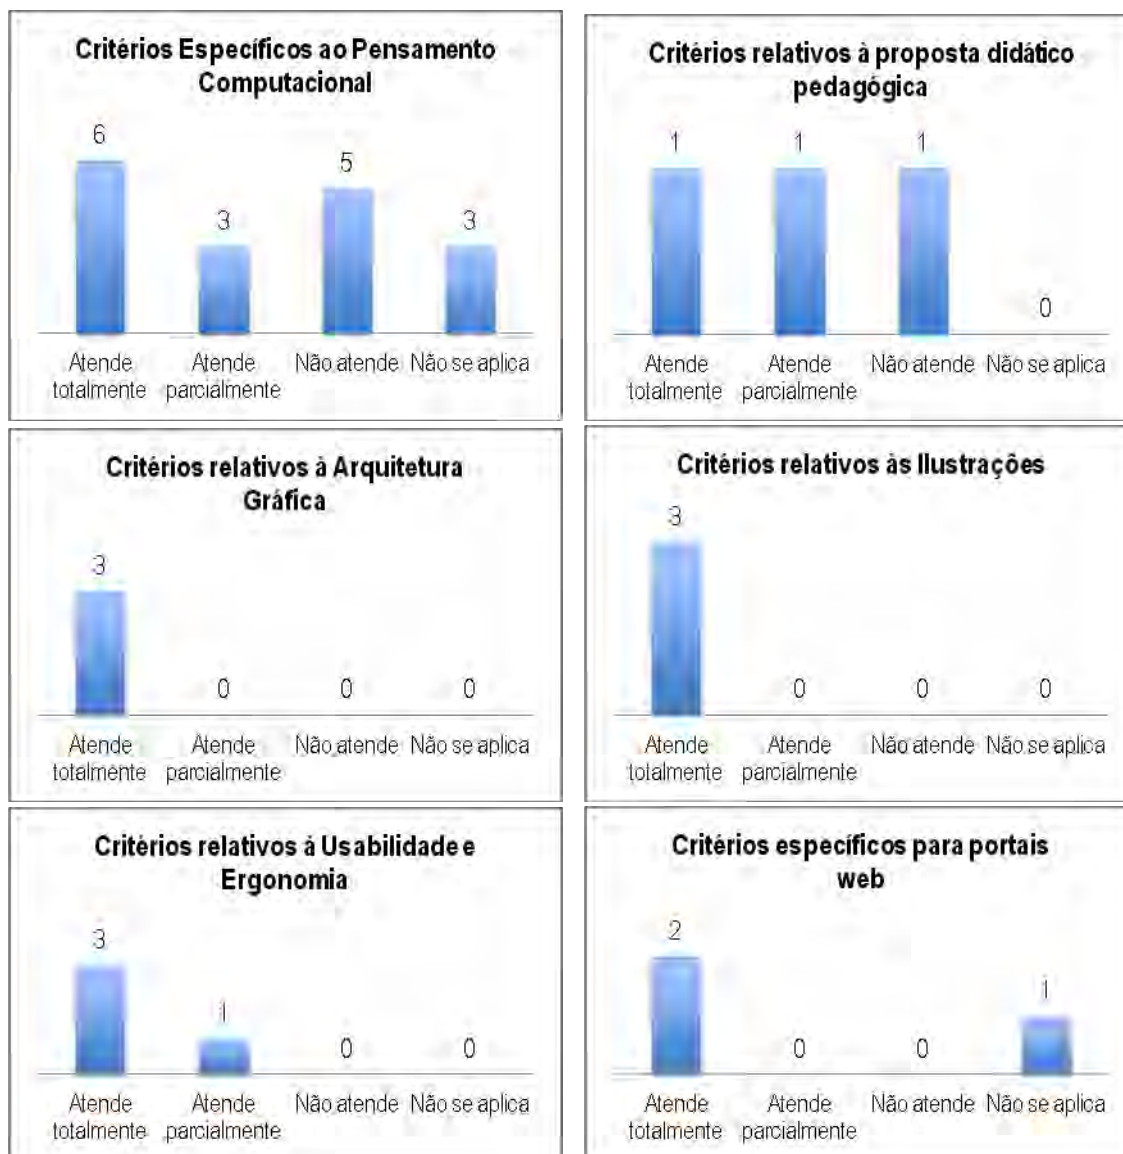 Critérios Específicos ao Pensamento
Computacional
6
3
5
3
Atende
totalmente
Atende
parcialmente
Não atende
Não se aplica
Critérios relativos à proposta didático
pedagógica
1
1
1
0
Atende
totalmente
Atende
parcialmente
Não atende
Não se aplica
Critérios relativos à Arquitetura
Gráfica
3
0
0
0
Atende
totalmente
Atende
parcialmente
Não atende
Não se aplica
Critérios relativos às Ilustrações
3
0
0
0
Atende
totalmente
Atende
parcialmente
Não atende
Não se aplica
Critérios relativos à Usabilidade e
Ergonomia
3
1
0
0
Atende
totalmente
Atende
parcialmente
Não atende
Não se aplica
Critérios específicos para portais
web
2
0
0
1
Atende
totalmente
Atende
parcialmente
Não atende
Não se aplica